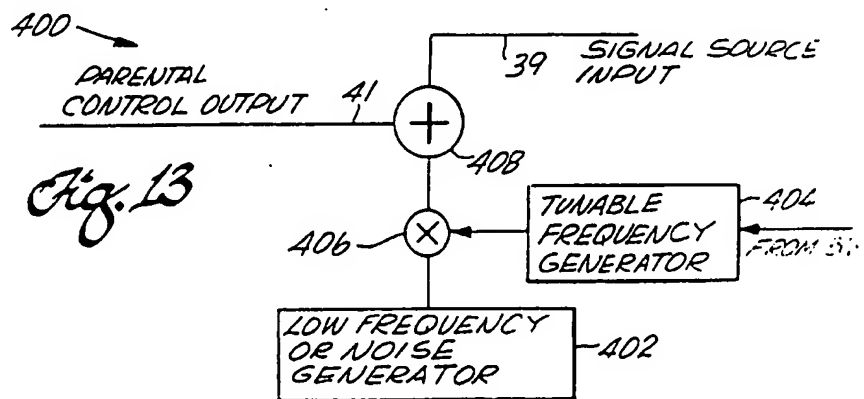 400
39
SIGNAL SOURCE
INPUT
PARENTAL
CONTROL OUTPUT
41
+
408
Fig. 13
406
×
TUNABLE
FREQUENCY
GENERATOR
404
FROM
LOW FREQUENCY
OR NOISE
GENERATOR
402